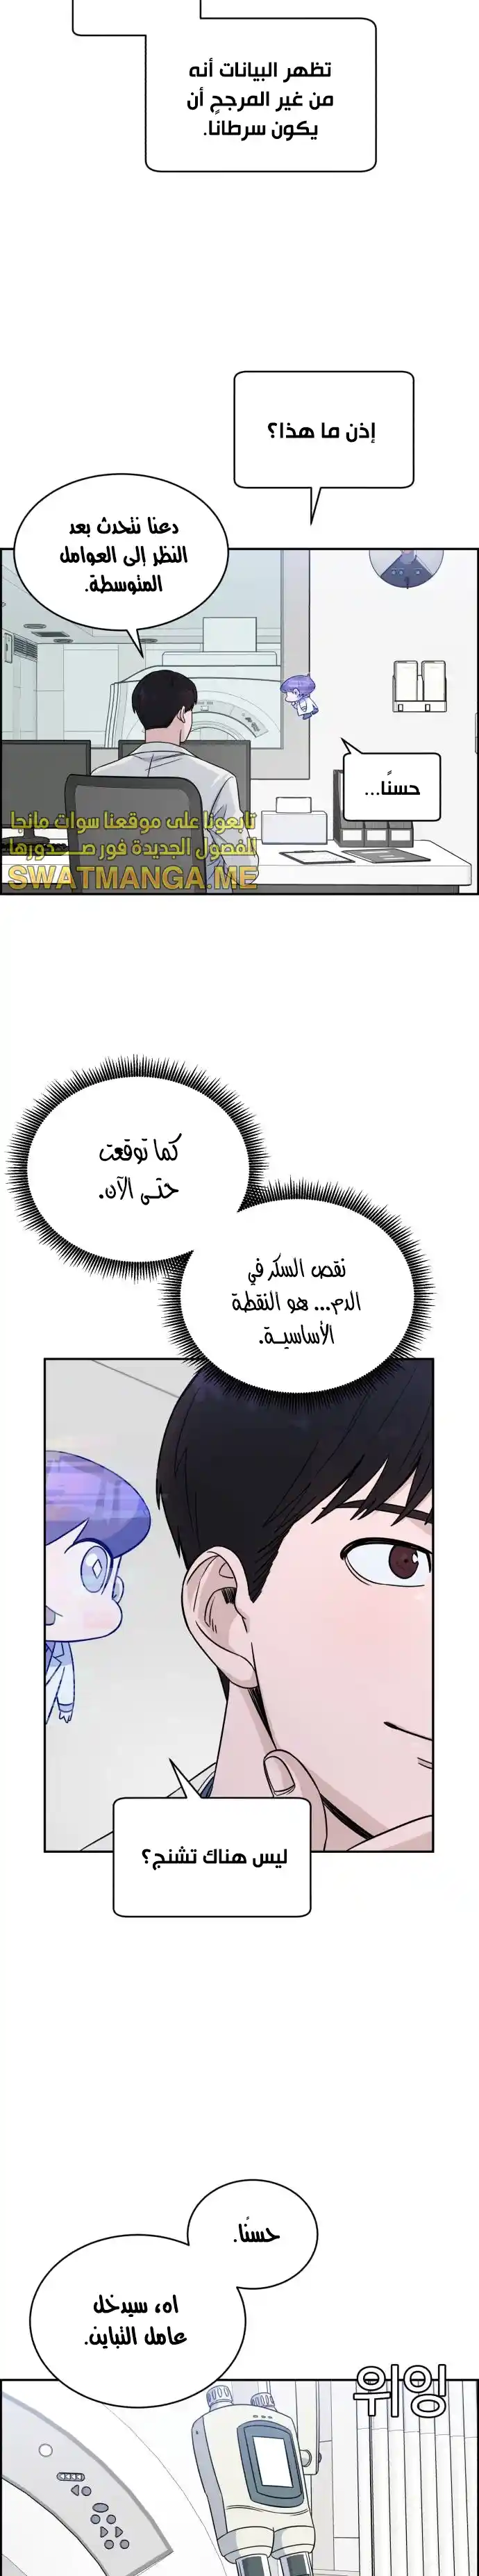 تظهر البيانات أنه
من غير المرجح أن
يكون سرطانًا.
إذن ما هذا؟
دعنا نتحدث بعد
النظر إلى العوامل
المتوسطة.
حسنًا...
تابعونا على موقعنا سوات مانجا
الفصول الجديدة فور صدورها
SWATMANGA.ME
كما توقعت
حتى الآن.
نقص السكر في
الدم... هو النقطة
الأساسية.
ليس هناك تشنج؟
حسنًا.
اه، سيدخل
عامل التباين.
위잉